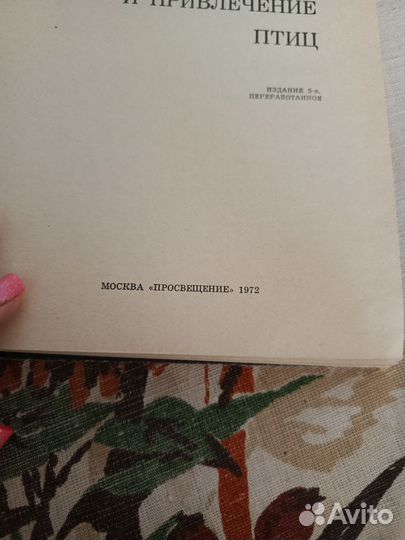 И ПРИВЛЕЧЕНИЕ
ПТИЦ
ИЗДАНИЕ 5-е,
ПЕРЕРАБОТАННОЕ
МОСКВА «ПРОСВЕЩЕНИЕ» 1972
Avito